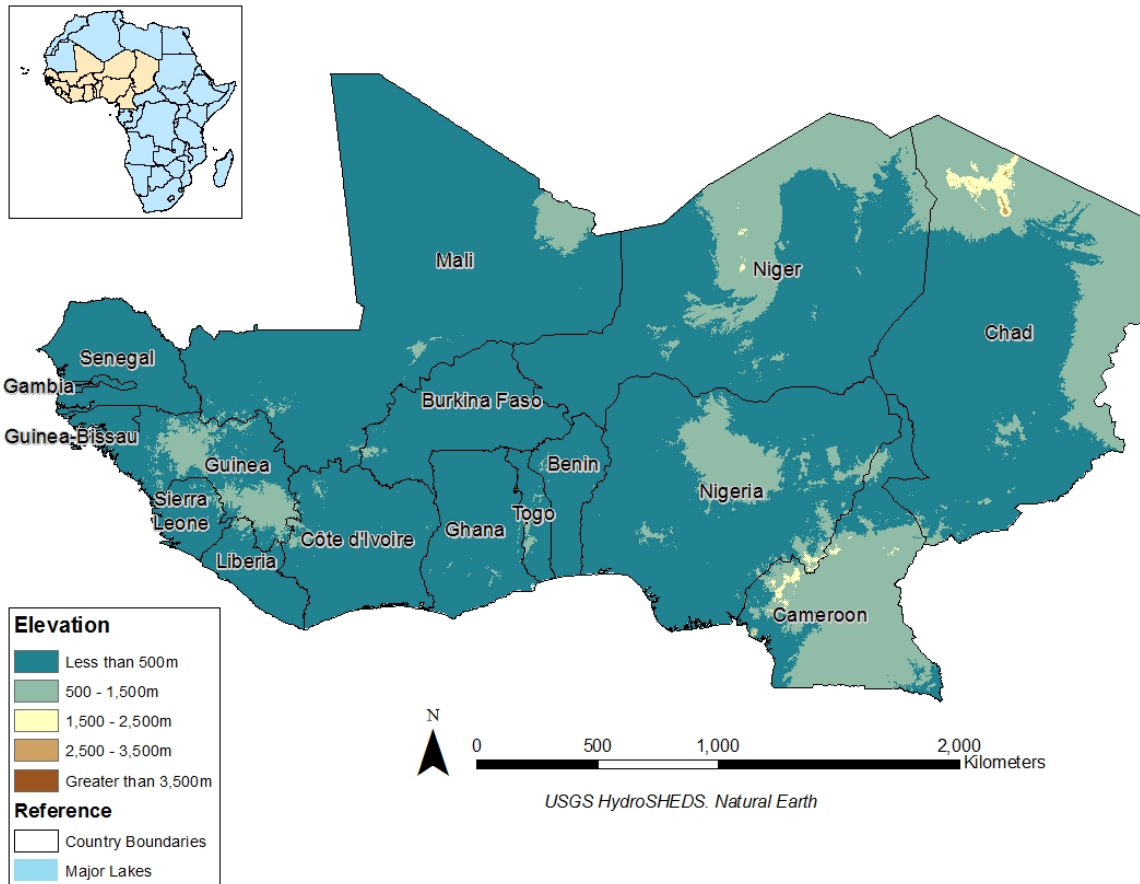 Mali
Niger
Chad
Senegal
Gambia
Burkina Faso
Guinea-Bissau
Guinea
Benin
Nigeria
Sierra
Leone
Togo
Ghana
Côte d'Ivoire
Liberia
Cameroon
Elevation
Less than 500m
500 - 1,500m
1,500 - 2,500m
2,500 - 3,500m
Greater than 3,500m
Reference
Country Boundaries
Major Lakes
N
0 500 1,000 2,000
Kilometers
USGS HydroSHEDS. Natural Earth